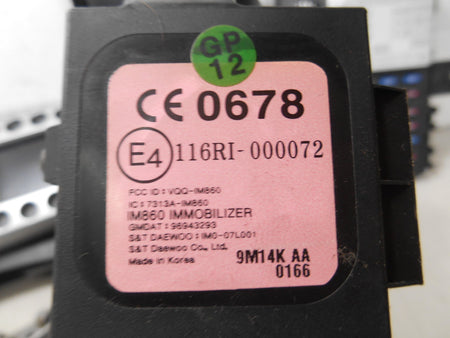 GP
12
CE 0678
E4 116RI-000072
FCC ID : VQQ-IM860
IC : 7313A-IM860
IM860 IMMOBILIZER
GMDAT : 96943293
S&T DAEWOO : IM0-07L001
S&T Daewoo Co., Ltd.
Made in Korea
9M14K AA
0166